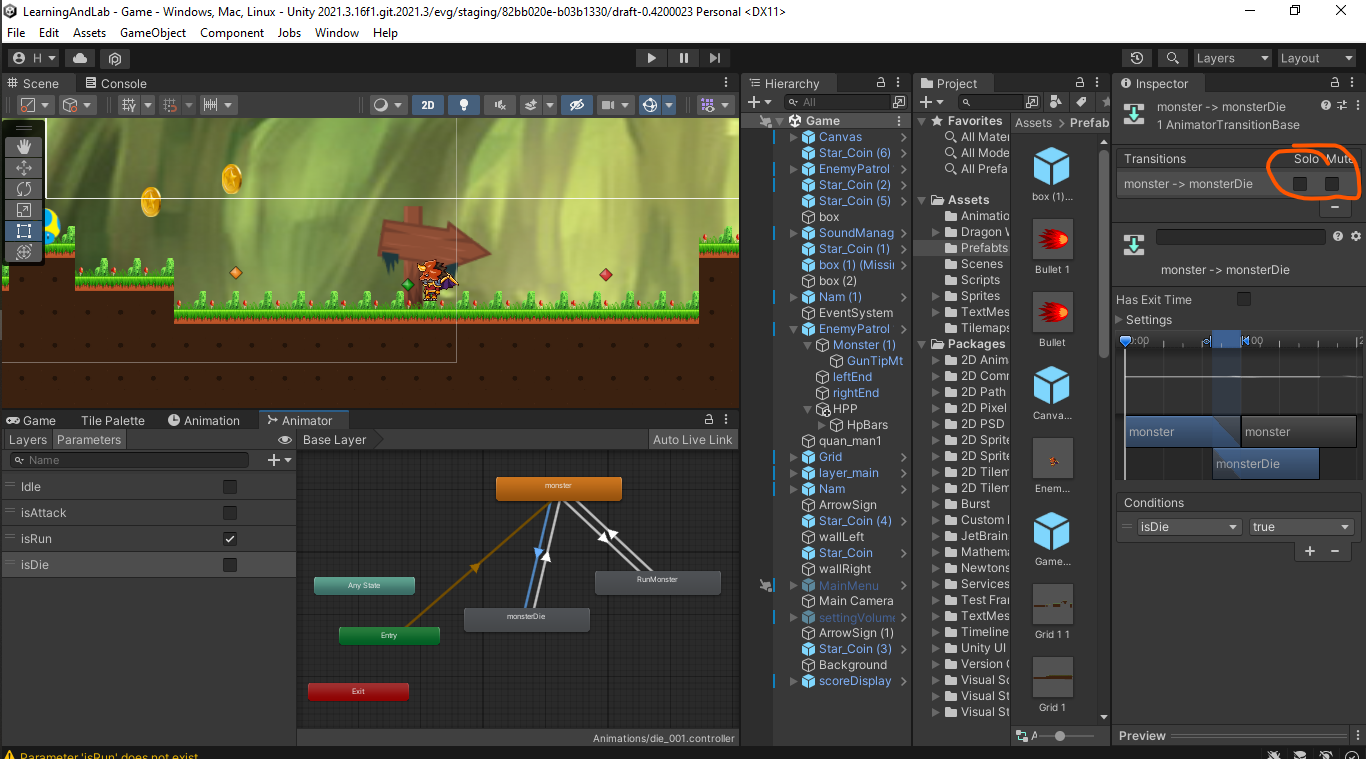 LearningAndLab - Game - Windows, Mac, Linux - Unity 2021.3.16f1.git.2021.3/evg/staging/82bb020e-b03b1330/draft-0.4200023 Personal <DX11>
File Edit Assets GameObject Component Jobs Window Help
H Layers Layout
Scene Console
2D
Game Tile Palette Animation Animator
Layers Parameters Base Layer Auto Live Link
Name
Idle
isAttack
isRun
isDie
monster
RunMonster
Any State
monsterDie
Entry
Exit
Animations/die_001.controller
Parameter 'isRun' does not exist
Hierarchy
All
Game
Canvas
Star_Coin (6)
EnemyPatrol
Star_Coin (2)
Star_Coin (5)
box
SoundManag
Star_Coin (1)
box (1) (Missin
box (2)
Nam (1)
EventSystem
EnemyPatrol
Monster (1)
GunTipMt
leftEnd
rightEnd
HPP
HpBars
quan_man1
Grid
layer_main
Nam
ArrowSign
Star_Coin (4)
wallLeft
Star_Coin
wallRight
MainMenu
Main Camera
settingVolume
ArrowSign (1)
Star_Coin (3)
Background
scoreDisplay
Project
Favorites
All Mater
All Mode
All Prefa
Assets
Animatio
Dragon W
Prefabts
Scenes
Scripts
Sprites
TextMes
Tilemaps
Packages
2D Anima
2D Comm
2D Path
2D Pixel
2D PSD
2D Sprite
2D Sprite
2D Tilem
2D Tilem
Burst
Custom
JetBrain
Mathema
Newtons
Services
Test Fra
TextMes
Timeline
Unity UI
Version C
Visual Sc
Visual St
Visual St
Assets Prefab
box (1)...
Bullet 1
Bullet
Canva...
Enem...
Game...
Grid 1 1
Grid 1
Inspector
monster -> monsterDie
1 AnimatorTransitionBase
Transitions Solo Mute
monster -> monsterDie
monster -> monsterDie
Has Exit Time
Settings
0:00
monster monster
monsterDie
Conditions
isDie true
Preview